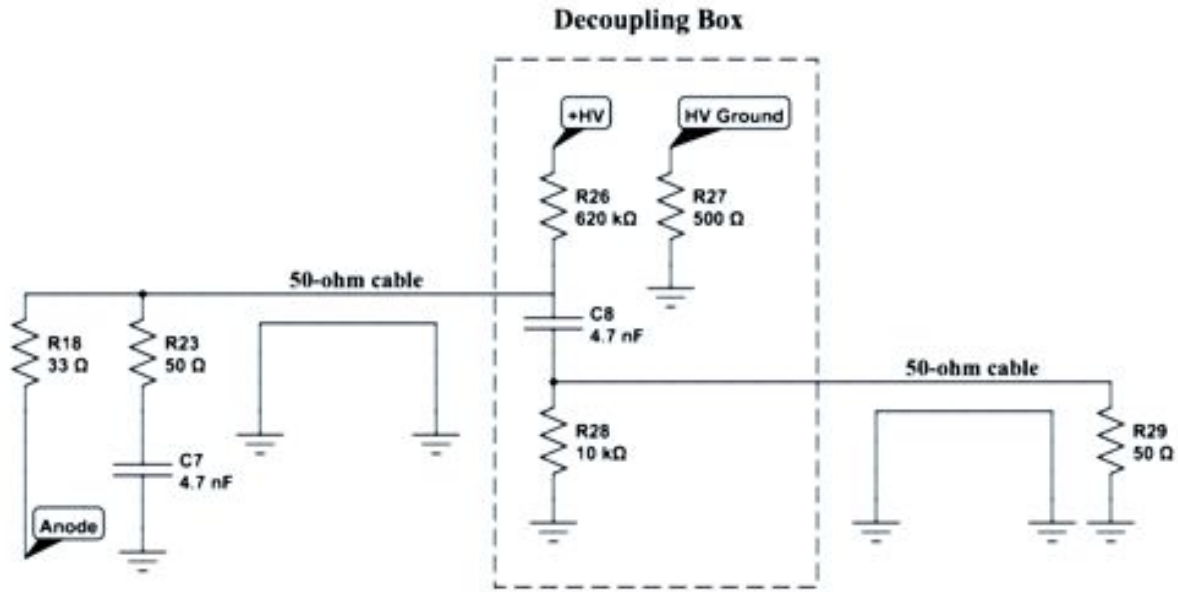 Decoupling Box
+HV
HV Ground
R26
620 kΩ
R27
500 Ω
50-ohm cable
C8
4.7 nF
R18
33 Ω
R23
50 Ω
50-ohm cable
R28
10 kΩ
R29
50 Ω
C7
4.7 nF
Anode